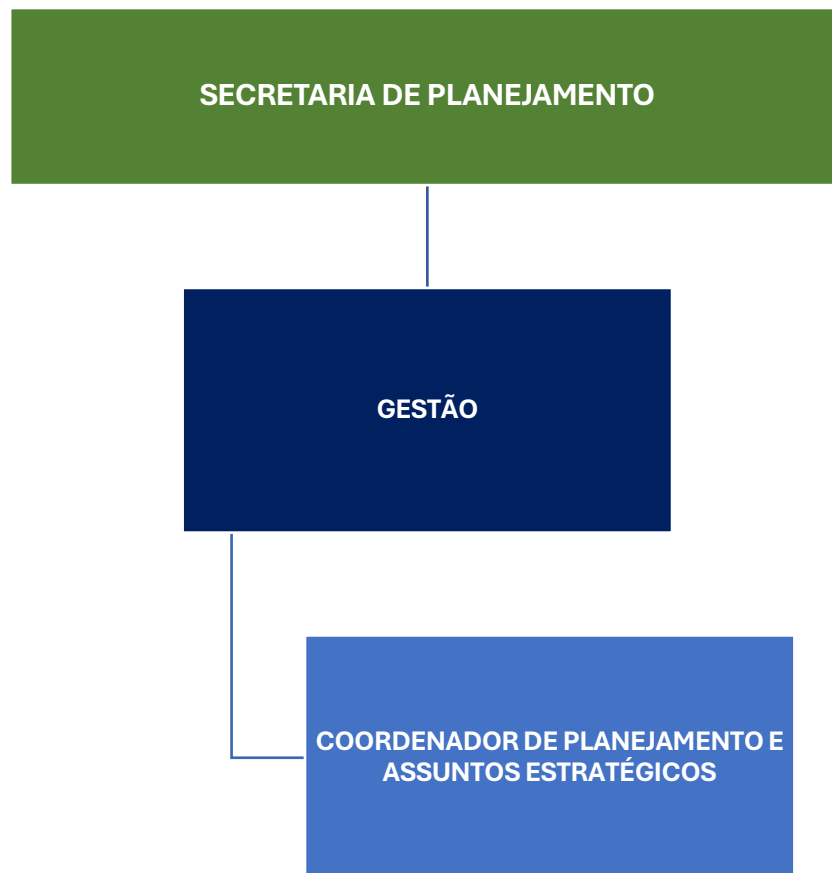 SECRETARIA DE PLANEJAMENTO
GESTÃO
COORDENADOR DE PLANEJAMENTO E
ASSUNTOS ESTRATÉGICOS